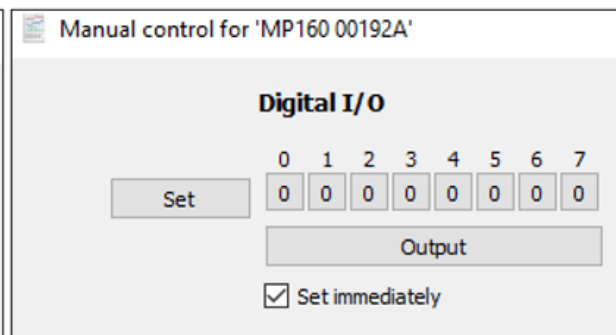 Manual control for 'MP160 00192A'
Digital I/O
0 1 2 3 4 5 6 7
Set 0 0 0 0 0 0 0 0
Output
Set immediately